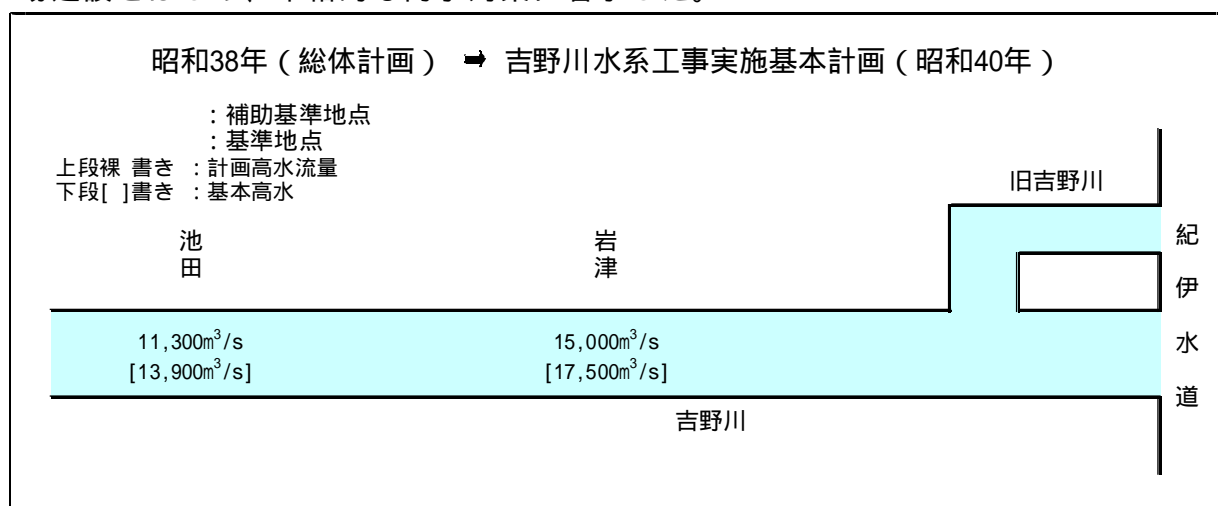 昭和38年（総体計画） ➡ 吉野川水系工事実施基本計画（昭和40年）
：補助基準地点
：基準地点
上段裸 書き ：計画高水流量
下段[ ]書き ：基本高水
旧吉野川
池田
岩津
紀伊水道
11,300m³/s
15,000m³/s
[13,900m³/s]
[17,500m³/s]
吉野川